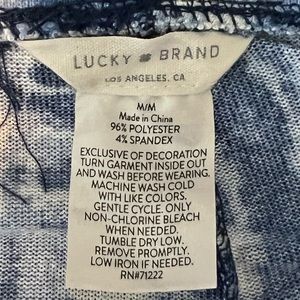 LUCKY BRAND
LOS ANGELES, CA
M/M
Made in China
96% POLYESTER
4% SPANDEX
EXCLUSIVE OF DECORATION
TURN GARMENT INSIDE OUT
AND WASH BEFORE WEARING.
MACHINE WASH COLD
WITH LIKE COLORS.
GENTLE CYCLE. ONLY
NON-CHLORINE BLEACH
WHEN NEEDED.
TUMBLE DRY LOW.
REMOVE PROMPTLY.
LOW IRON IF NEEDED.
RN#71222